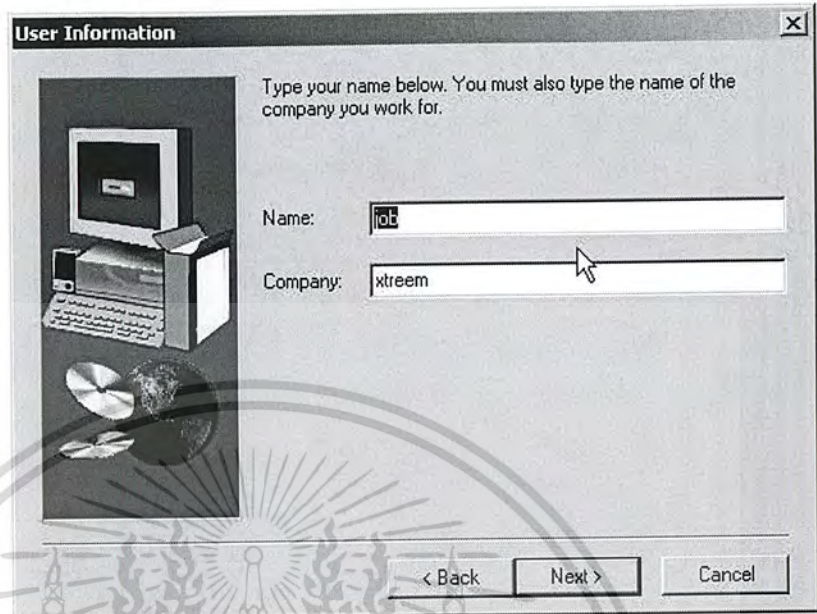 User Information
Type your name below. You must also type the name of the
company you work for.
Name:
job
Company:
xtreem
< Back
Next >
Cancel